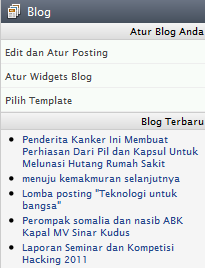 Blog
Atur Blog Anda
Edit dan Atur Posting
Atur Widgets Blog
Pilih Template
Blog Terbaru
Penderita Kanker Ini Membuat
Perhiasan Dari Pil dan Kapsul Untuk
Melunasi Hutang Rumah Sakit
menuju kemakmuran selanjutnya
Lomba posting "Teknologi untuk
bangsa"
Perompak somalia dan nasib ABK
Kapal MV Sinar Kudus
Laporan Seminar dan Kompetisi
Hacking 2011